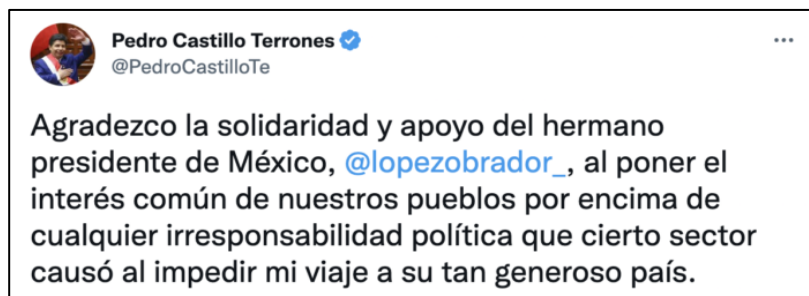 Pedro Castillo Terrones
@PedroCastilloTe
Agradezco la solidaridad y apoyo del hermano
presidente de México, @lopezobrador_, al poner el
interés común de nuestros pueblos por encima de
cualquier irresponsabilidad política que cierto sector
causó al impedir mi viaje a su tan generoso país.